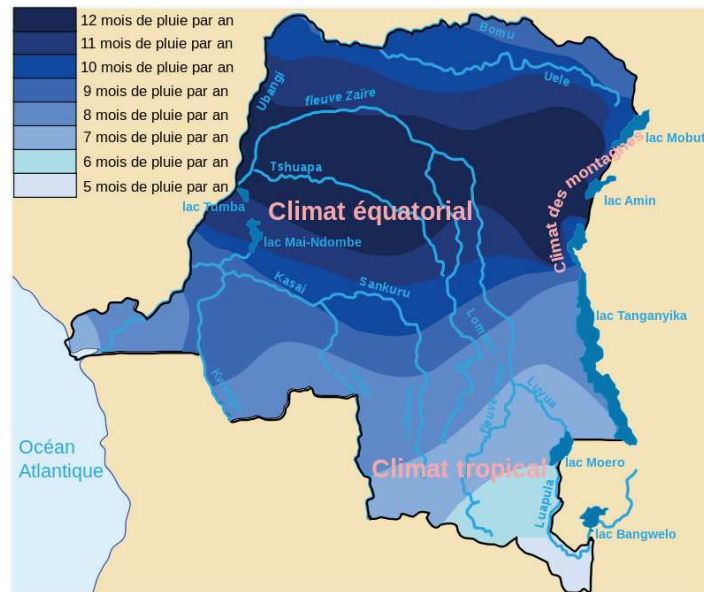 12 mois de pluie par an
11 mois de pluie par an
10 mois de pluie par an
9 mois de pluie par an
8 mois de pluie par an
7 mois de pluie par an
6 mois de pluie par an
5 mois de pluie par an
Bomu
Uele
Ubangi
fleuve Zaïre
lac Mobut
Tshuapa
Climat des montagnes
lac Amin
lac Tumba
Climat équatorial
lac Mai-Ndombe
Kasai
Sankuru
lac Tanganyika
Kwango
Luvua
Océan
Atlantique
Climat tropical
lac Moero
Luapula
lac Bangwelo